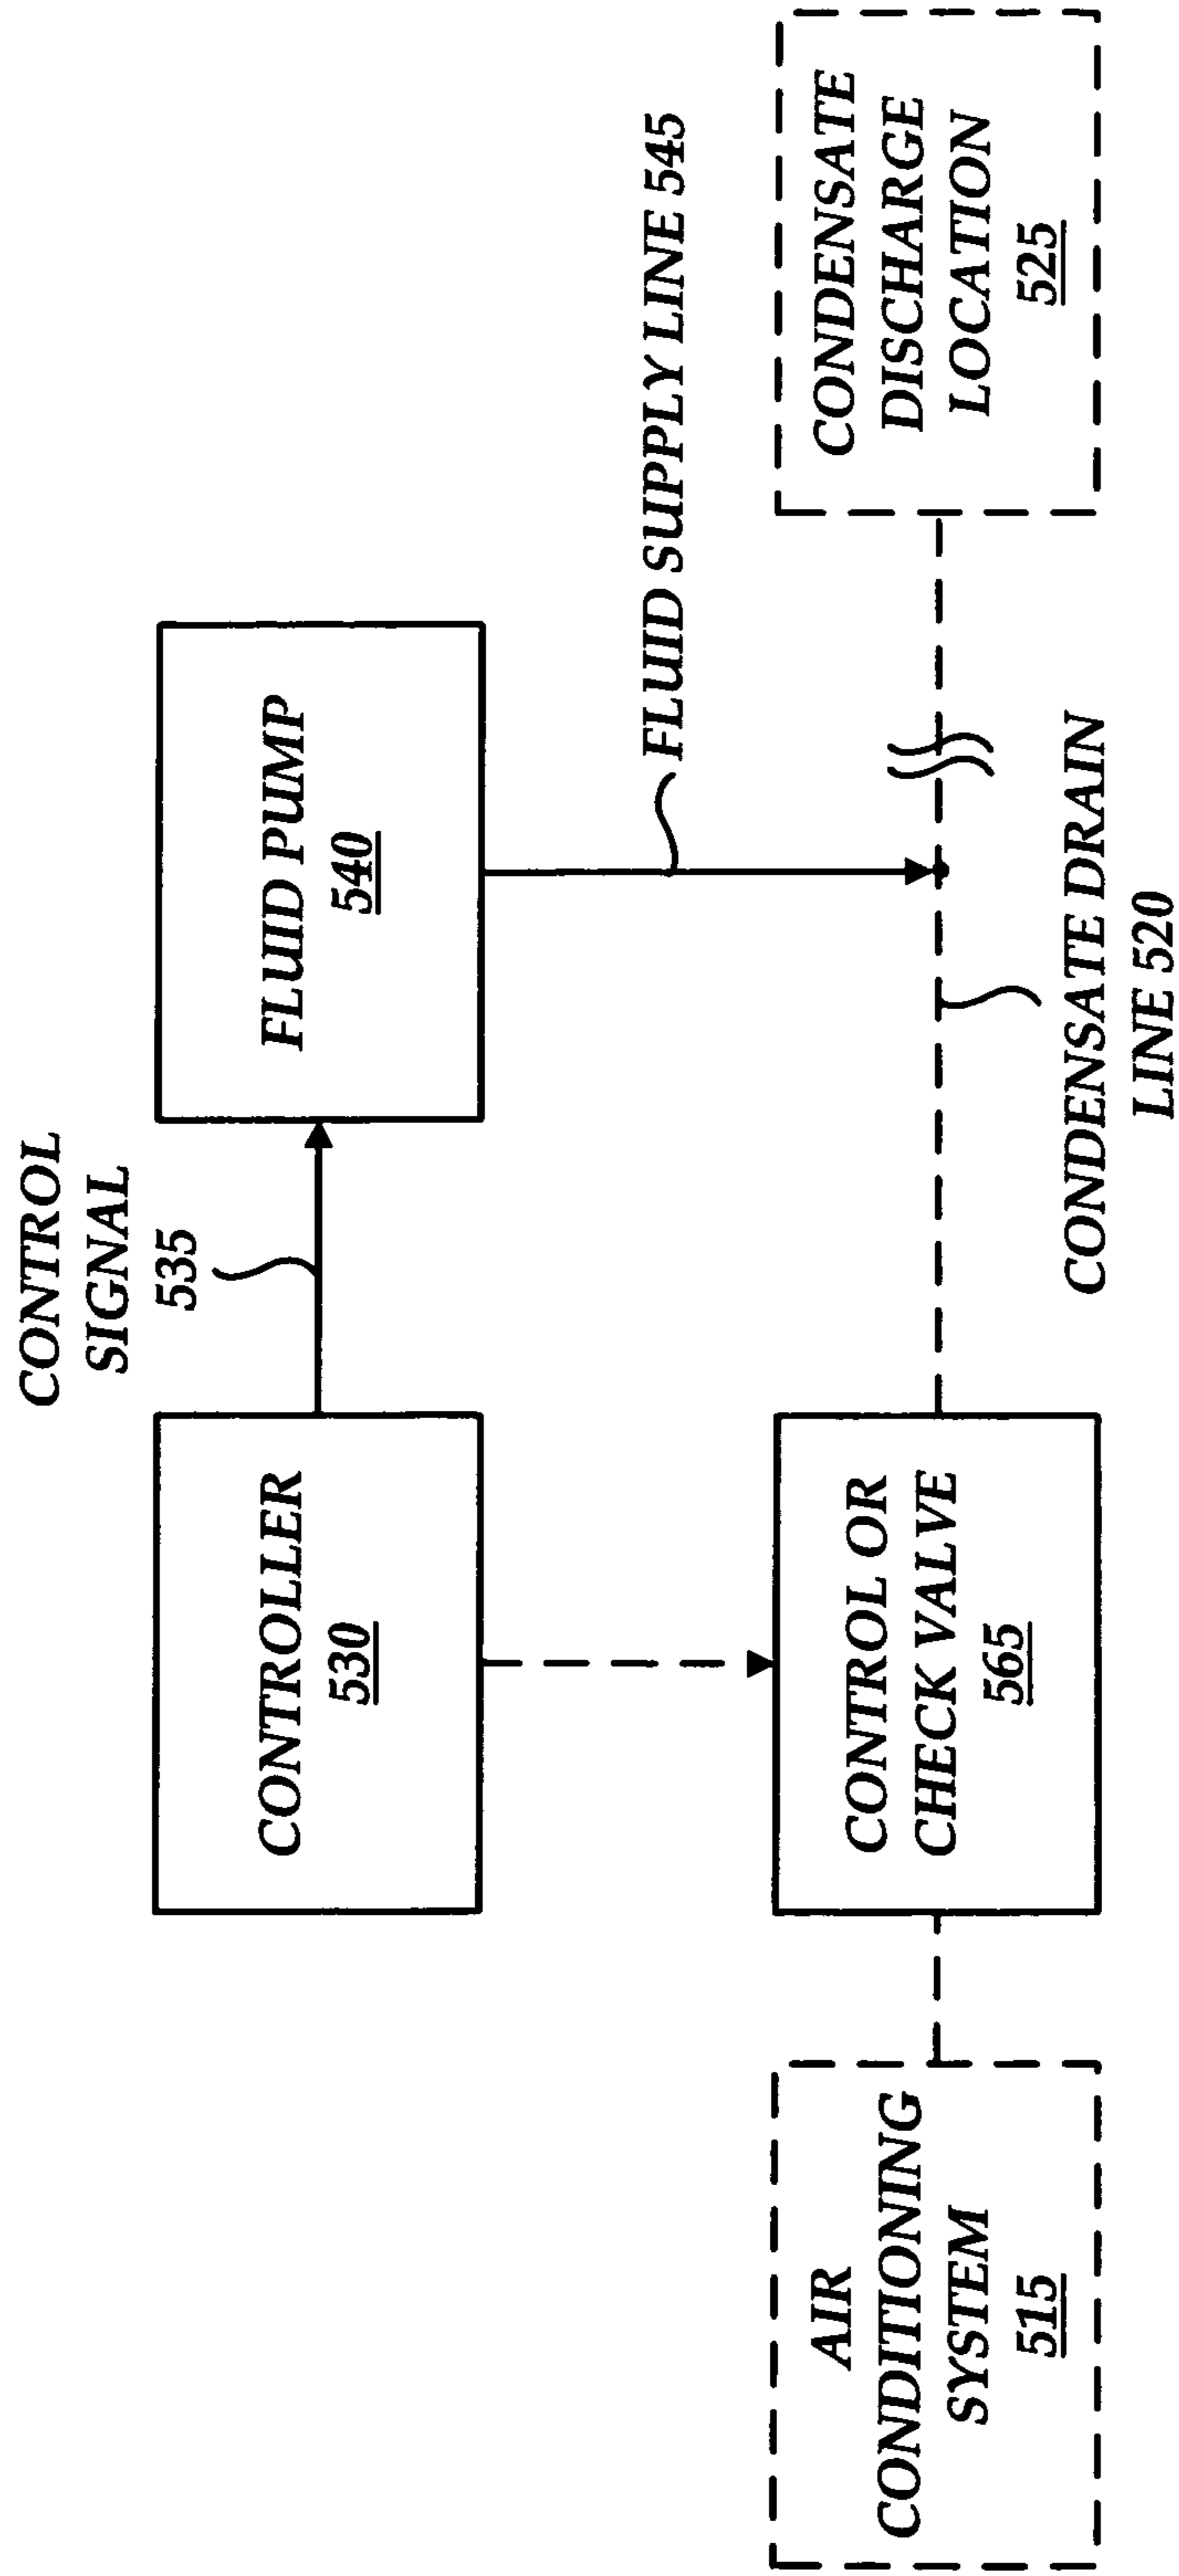 CONTROL
SIGNAL
535
CONTROLLER
530
FLUID PUMP
540
FLUID SUPPLY LINE 545
AIR
CONDITIONING
SYSTEM
515
CONTROL OR
CHECK VALVE
565
CONDENSATE
DISCHARGE
LOCATION
525
CONDENSATE DRAIN
LINE 520